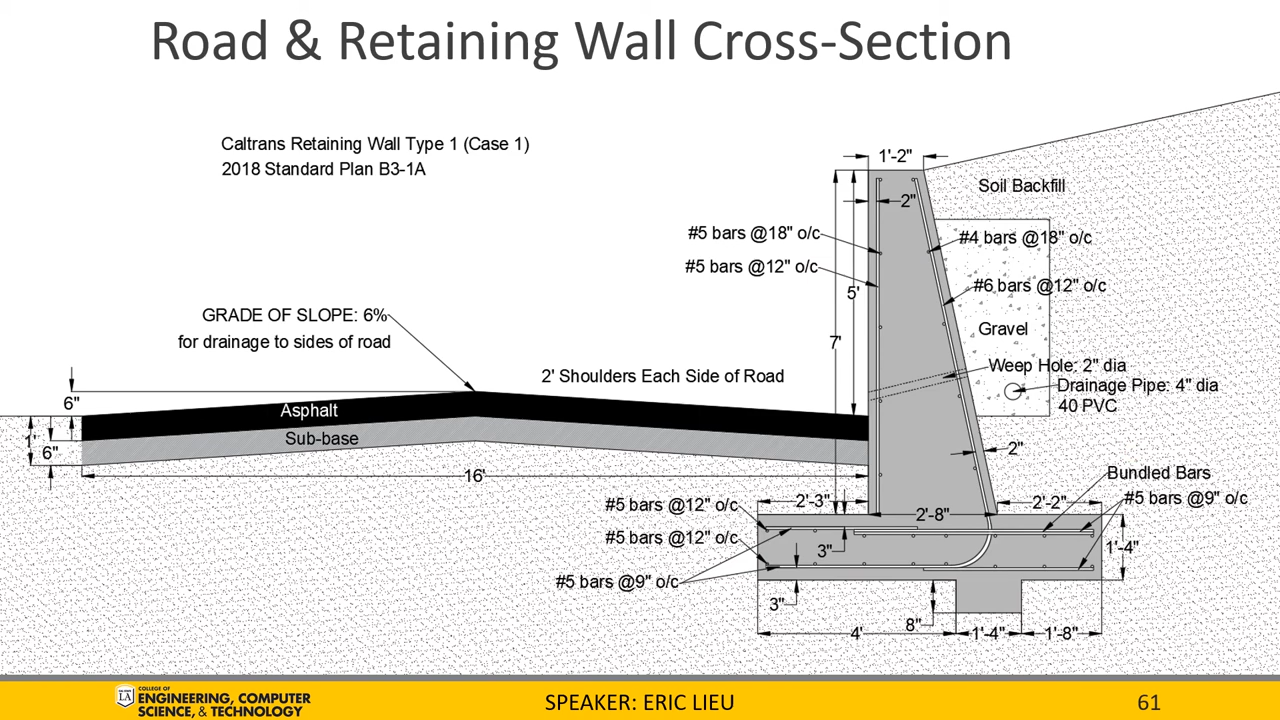 Road & Retaining Wall Cross-Section
Caltrans Retaining Wall Type 1 (Case 1)
2018 Standard Plan B3-1A
1'-2"
Soil Backfill
2"
#5 bars @18" o/c
#4 bars @18" o/c
#5 bars @12" o/c
#6 bars @12" o/c
5'
GRADE OF SLOPE: 6%
for drainage to sides of road
7'
Gravel
Weep Hole: 2" dia
2' Shoulders Each Side of Road
Drainage Pipe: 4" dia
40 PVC
6"
Asphalt
Sub-base
1'
6"
2"
16'
Bundled Bars
#5 bars @9" o/c
#5 bars @12" o/c
2'-3"
2'-8"
2'-2"
#5 bars @12" o/c
3"
1'-4"
#5 bars @9" o/c
3"
8"
4'
1'-4"
1'-8"
LA
COLLEGE OF
ENGINEERING, COMPUTER
SCIENCE, & TECHNOLOGY
SPEAKER: ERIC LIEU
61